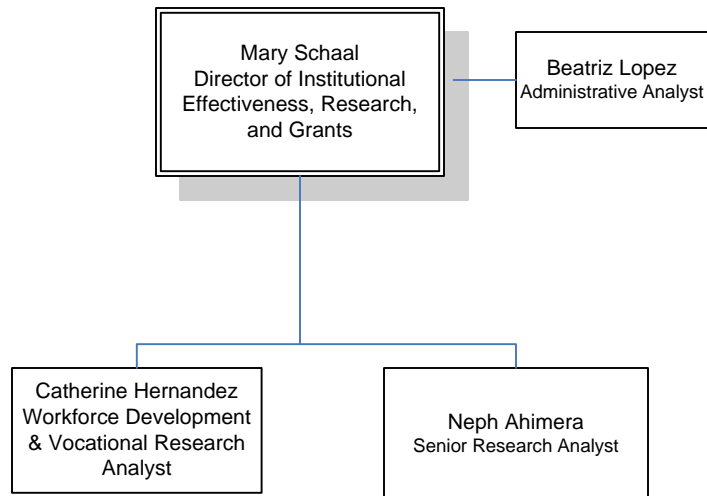 Mary Schaal
Director of Institutional
Effectiveness, Research,
and Grants
Beatriz Lopez
Administrative Analyst
Catherine Hernandez
Workforce Development
& Vocational Research
Analyst
Neph Ahimera
Senior Research Analyst